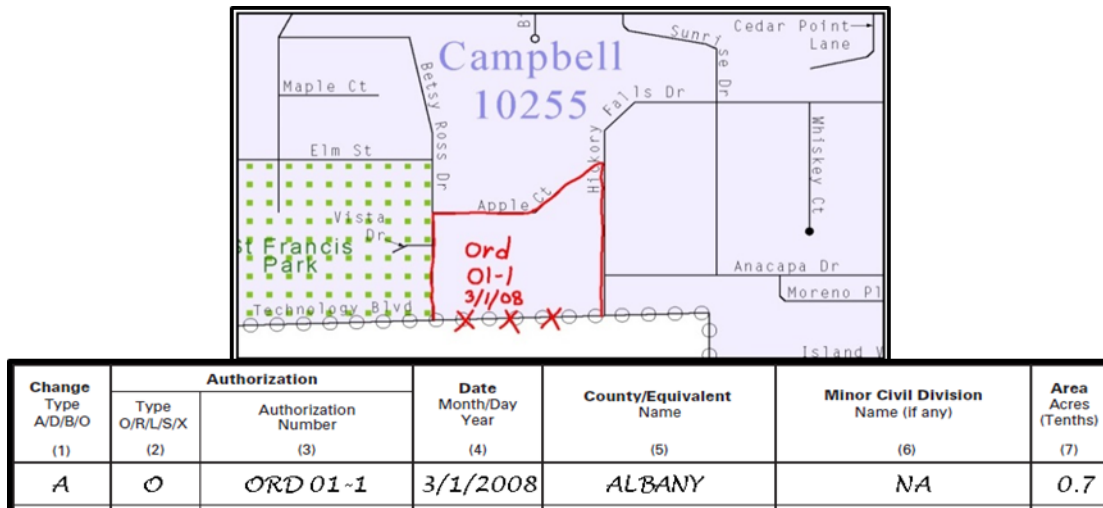 B
Cedar Point
Lane
Sunryse Dr
Campbell
10255
Betsy Ross Dr
Maple Ct
Hickory Falls Dr
Whiskey Ct
Elm St
Apple Ct
Vista
Dr
St Francis
Park
Ord
01-1
3/1/08
Anacapa Dr
Moreno Pl
Technology Blvd
Island V
Change
Type
A/D/B/O
(1)
Authorization
Type
O/R/L/S/X
(2)
Authorization
Number
(3)
Date
Month/Day
Year
(4)
County/Equivalent
Name
(5)
Minor Civil Division
Name (if any)
(6)
Area
Acres
(Tenths)
(7)
A O ORD 01-1 3/1/2008 ALBANY NA 0.7